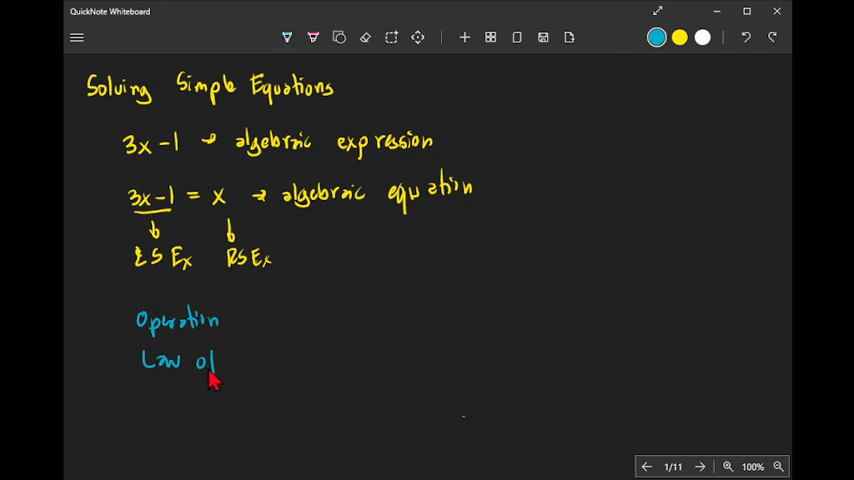 QuickNote Whiteboard
Solving Simple Equations
3x-1 → algebraic expression
3x-1 = x → algebraic equation
LS Ex RS Ex
Operation
Law of
1/11 100%